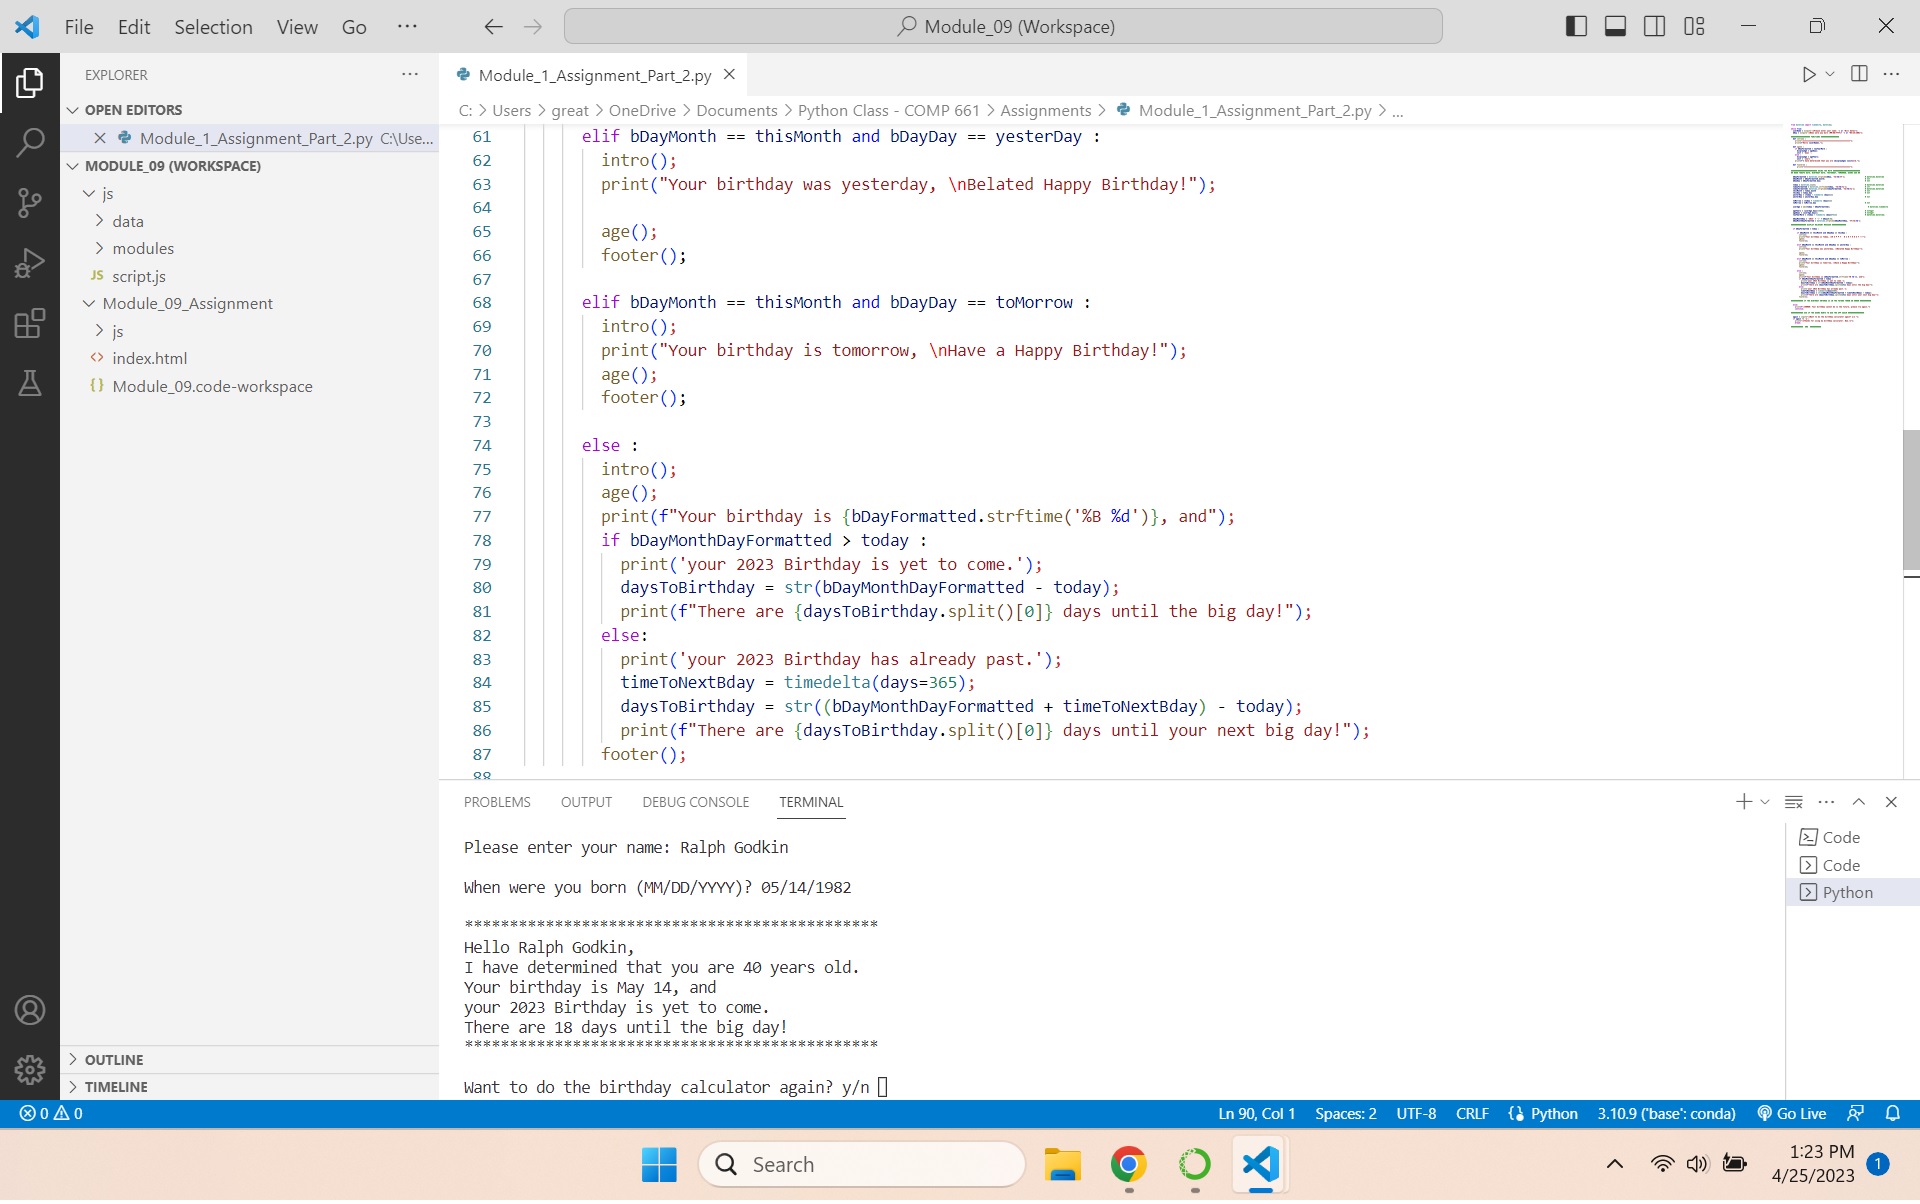 File Edit Selection View Go ···
Module_09 (Workspace)
EXPLORER ···
OPEN EDITORS
Module_1_Assignment_Part_2.py C:\Use...
MODULE_09 (WORKSPACE)
js
data
modules
JS script.js
Module_09_Assignment
js
<> index.html
{} Module_09.code-workspace
OUTLINE
TIMELINE
Module_1_Assignment_Part_2.py
C: > Users > great > OneDrive > Documents > Python Class - COMP 661 > Assignments > Module_1_Assignment_Part_2.py > ...
61 elif bDayMonth == thisMonth and bDayDay == yesterDay :
62 intro();
63 print("Your birthday was yesterday, \nBelated Happy Birthday!");
64
65 age();
66 footer();
67
68 elif bDayMonth == thisMonth and bDayDay == toMorrow :
69 intro();
70 print("Your birthday is tomorrow, \nHave a Happy Birthday!");
71 age();
72 footer();
73
74 else :
75 intro();
76 age();
77 print(f"Your birthday is {bDayFormatted.strftime('%B %d')}, and");
78 if bDayMonthDayFormatted > today :
79 print('your 2023 Birthday is yet to come.');
80 daysToBirthday = str(bDayMonthDayFormatted - today);
81 print(f"There are {daysToBirthday.split()[0]} days until the big day!");
82 else:
83 print('your 2023 Birthday has already past.');
84 timeToNextBday = timedelta(days=365);
85 daysToBirthday = str((bDayMonthDayFormatted + timeToNextBday) - today);
86 print(f"There are {daysToBirthday.split()[0]} days until your next big day!");
87 footer();
88
PROBLEMS OUTPUT DEBUG CONSOLE TERMINAL
Please enter your name: Ralph Godkin
When were you born (MM/DD/YYYY)? 05/14/1982
**********************************************
Hello Ralph Godkin,
I have determined that you are 40 years old.
Your birthday is May 14, and
your 2023 Birthday is yet to come.
There are 18 days until the big day!
**********************************************
Want to do the birthday calculator again? y/n
Code
Code
Python
0 0
Ln 90, Col 1 Spaces: 2 UTF-8 CRLF {} Python 3.10.9 ('base': conda) Go Live
Search
1:23 PM
4/25/2023
1